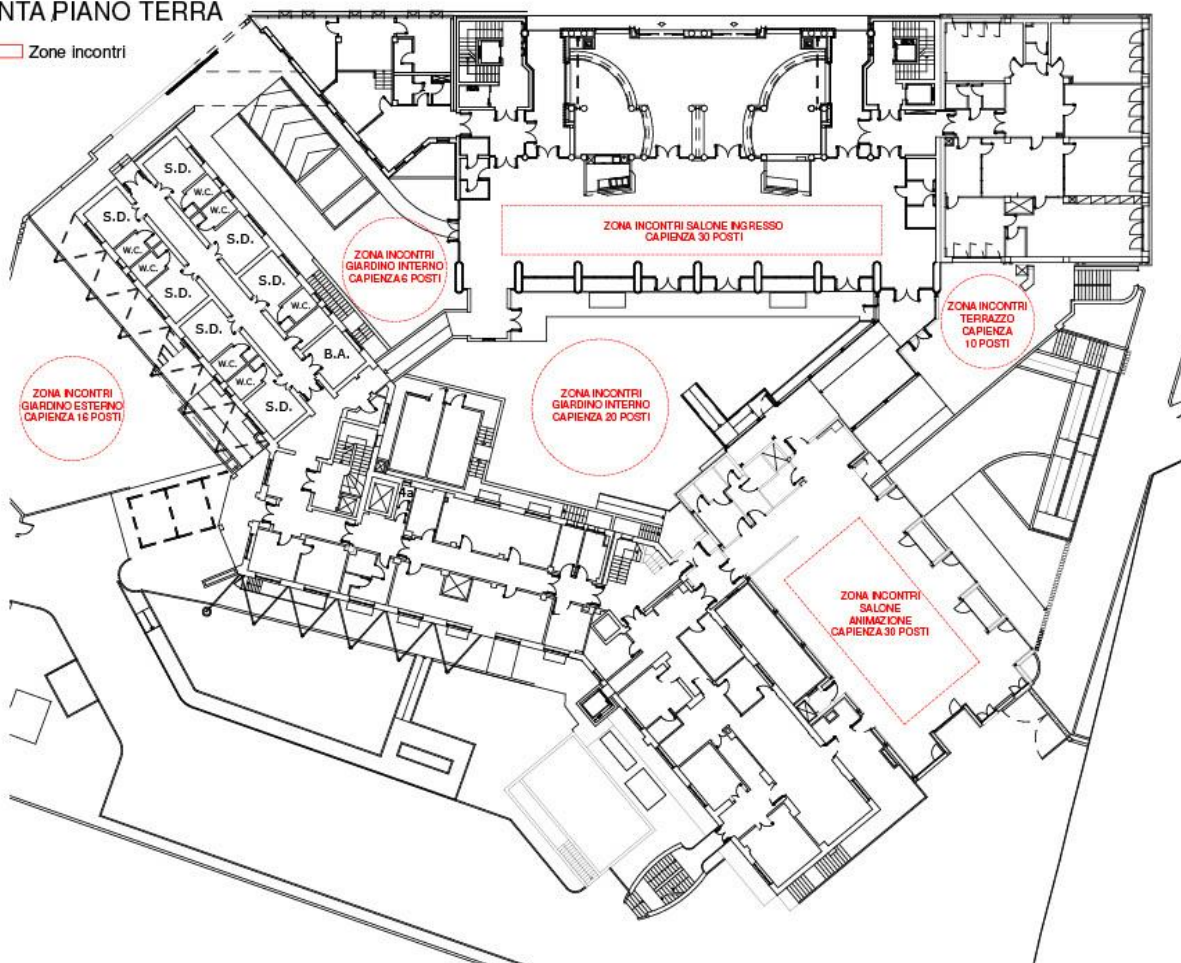 NTA PIANO TERRA
Zone incontri
S.D.
W.C.
S.D.
W.C.
S.D.
W.C.
W.C.
S.D.
S.D.
W.C.
S.D.
B.A.
W.C.
W.C.
S.D.
ZONA INCONTRI
GIARDINO INTERNO
CAPIENZA 6 POSTI
ZONA INCONTRI SALONE INGRESSO
CAPIENZA 30 POSTI
ZONA INCONTRI
TERRAZZO
CAPIENZA
10 POSTI
ZONA INCONTRI
GIARDINO ESTERNO
CAPIENZA 16 POSTI
ZONA INCONTRI
GIARDINO INTERNO
CAPIENZA 20 POSTI
4a
ZONA INCONTRI
SALONE
ANIMAZIONE
CAPIENZA 30 POSTI